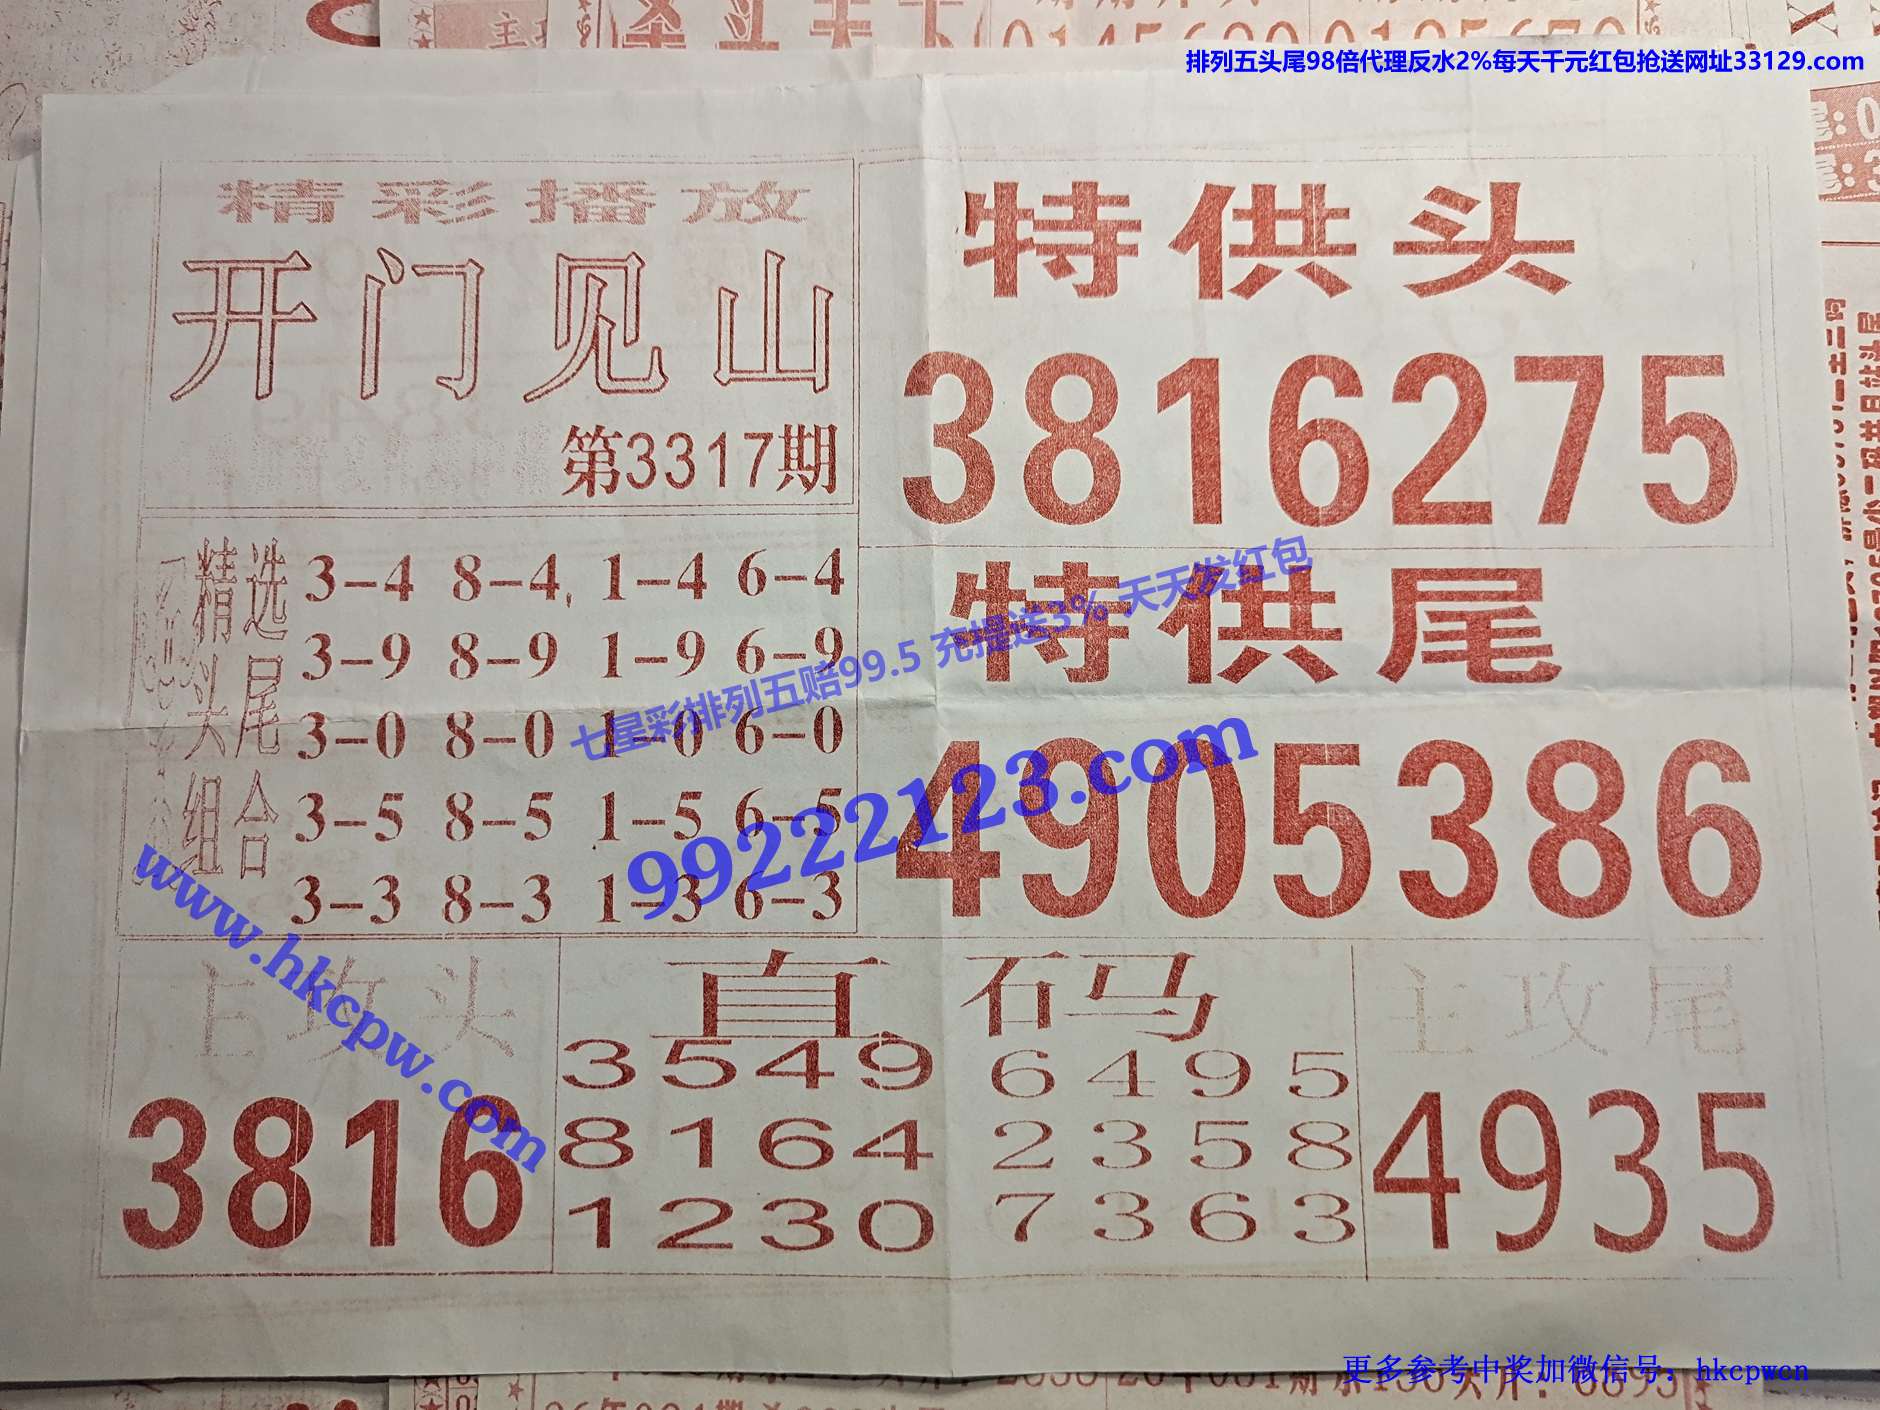 排列五头尾98倍代理反水2%每天千元红包抢送网址33129.com
精彩播放
开门见山
第3317期
特供头
3816275
精选头尾组合
3-4 8-4 1-4 6-4
3-9 8-9 1-9 6-9
3-0 8-0 1-0 6-0
3-5 8-5 1-5 6-5
3-3 8-3 1-3 6-3
特供尾
4905386
七星彩排列五赔99.5 充提送3% 天天发红包
99222123.com
www.hkcpw.com
主攻头
3816
直码
3549 6495
8164 2358
1230 7363
主攻尾
4935
更多参考中奖加微信号：hkcpwcn